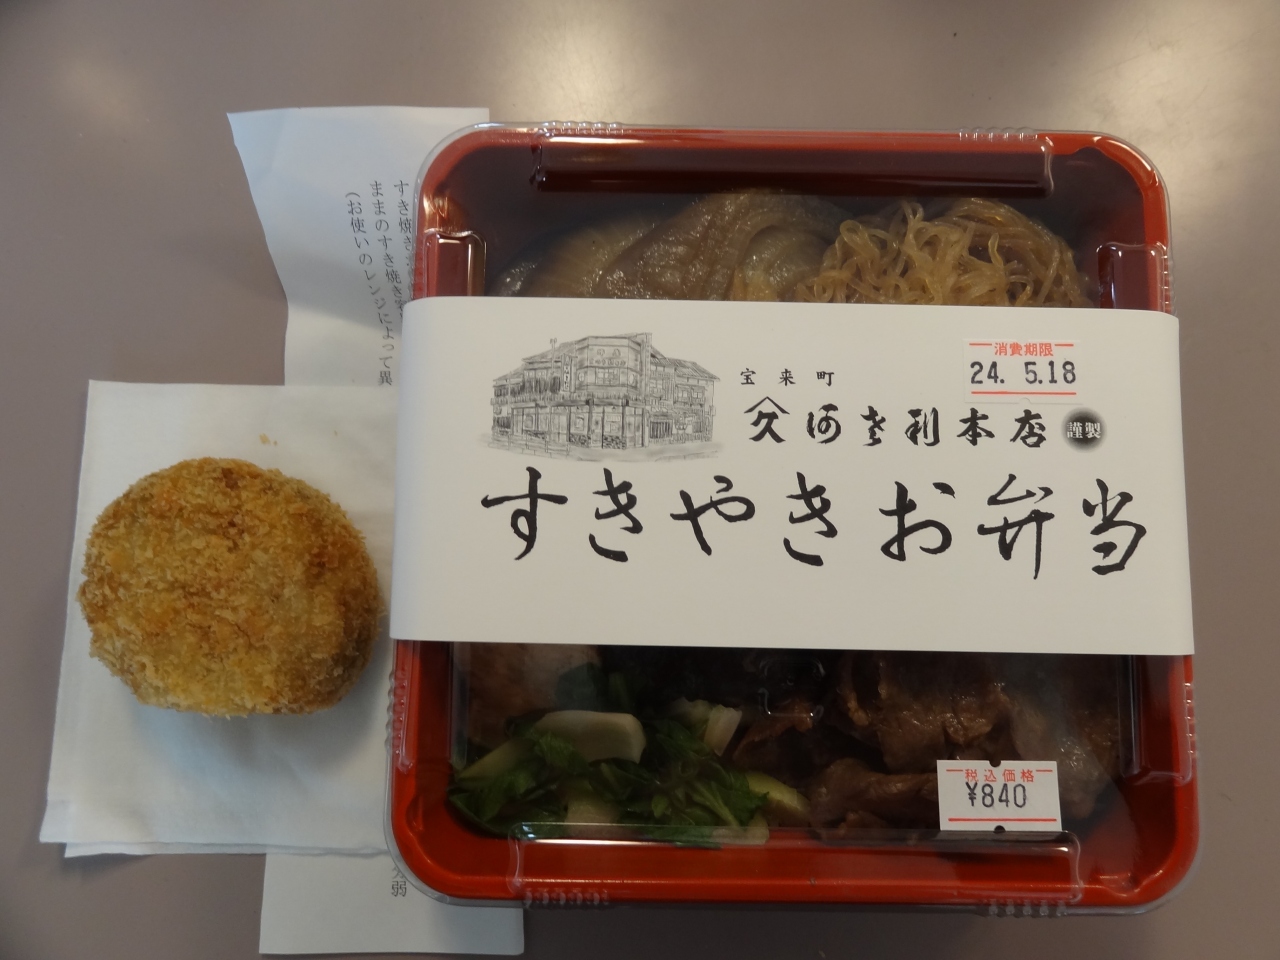 消費期限
24. 5.18
宝来町
久 阿さ利本店 謹製
すきやきお弁当
税込価格
¥840
すき焼き
ままのすき焼き
(お使いのレンジによって異
弱